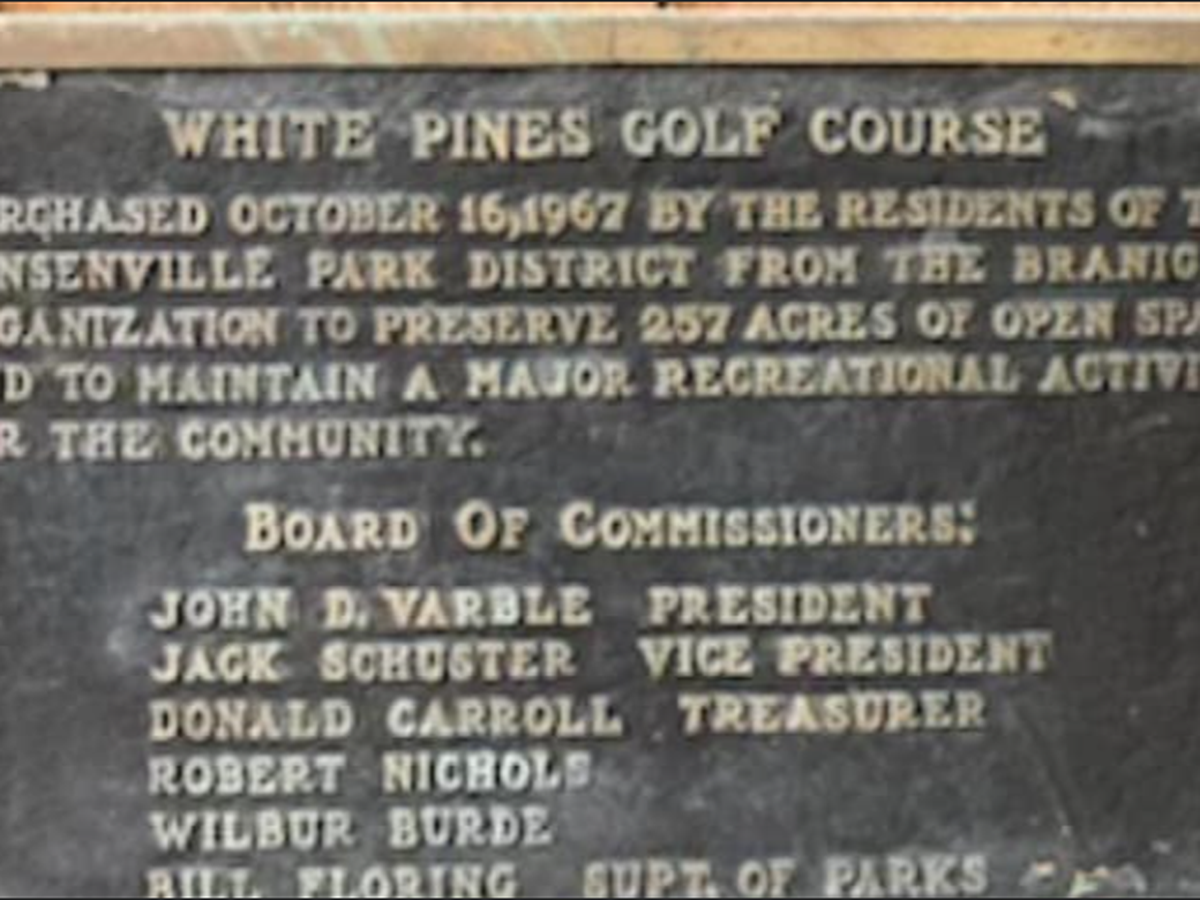 WHITE PINES GOLF COURSE
RCHASED OCTOBER 16,1967 BY THE RESIDENTS OF T
NSENVILLE PARK DISTRICT FROM THE BRANIG
GANIZATION TO PRESERVE 257 ACRES OF OPEN SPA
D TO MAINTAIN A MAJOR RECREATIONAL ACTIVI
R THE COMMUNITY.
BOARD OF COMMISSIONERS:
JOHN D. VARBLE PRESIDENT
JACK SCHUSTER VICE PRESIDENT
DONALD CARROLL TREASURER
ROBERT NICHOLS
WILBUR BURDE
BILL FLORING SUPT. OF PARKS